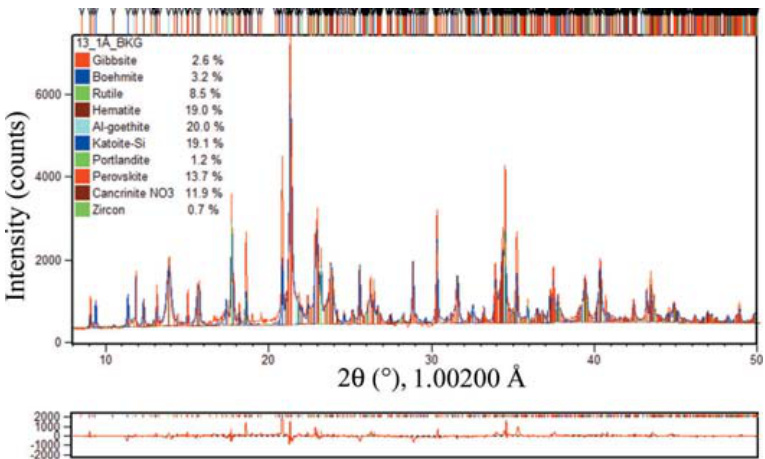 13_1A_BKG
Gibbsite 2.6 %
Boehmite 3.2 %
Rutile 8.5 %
Hematite 19.0 %
Al-goethite 20.0 %
Katoite-Si 19.1 %
Portlandite 1.2 %
Perovskite 13.7 %
Cancrinite NO3 11.9 %
Zircon 0.7 %
Intensity (counts)
6000
4000
2000
0
10 20 30 40 50
2θ (°), 1.00200 Å
2000
1000
0
-1000
-2000